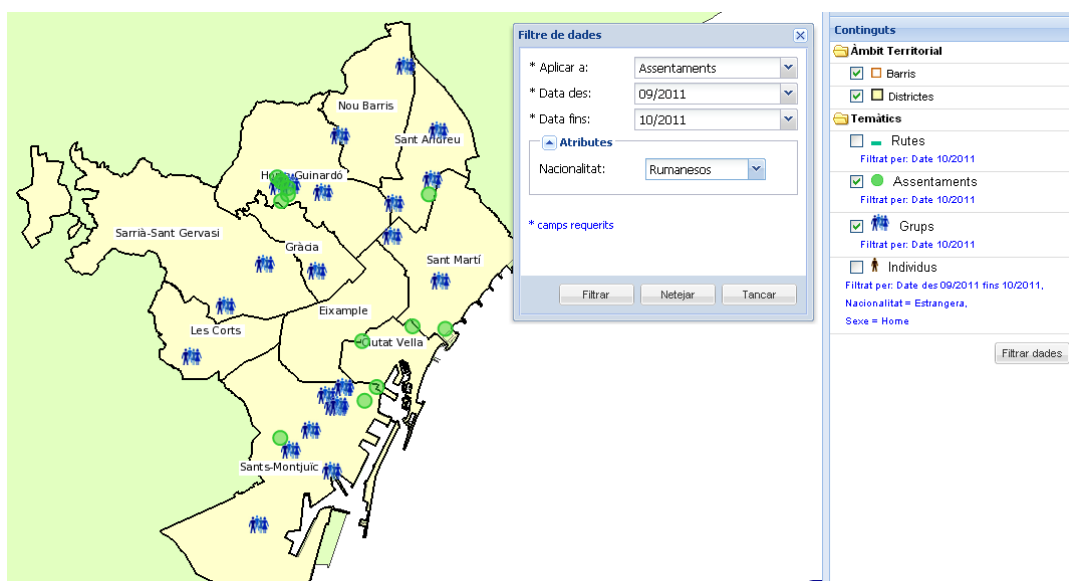 Nou Barris
Sant Andreu
Horta-Guinardó
Sarrià-Sant Gervasi
Gràcia
Sant Martí
Eixample
Les Corts
Ciutat Vella
Sants-Montjuïc
Filtre de dades
* Aplicar a: Assentaments
* Data des: 09/2011
* Data fins: 10/2011
Atributes
Nacionalitat: Rumanesos
* camps requerits
Filtrar Netejar Tancar
Continguts
Àmbit Territorial
Barris
Districtes
Temàtics
Rutes
Filtrat per: Date 10/2011
Assentaments
Filtrat per: Date 10/2011
Grups
Filtrat per: Date 10/2011
Individus
Filtrat per: Date des 09/2011 fins 10/2011,
Nacionalitat = Estrangera,
Sexe = Home
Filtrar dades